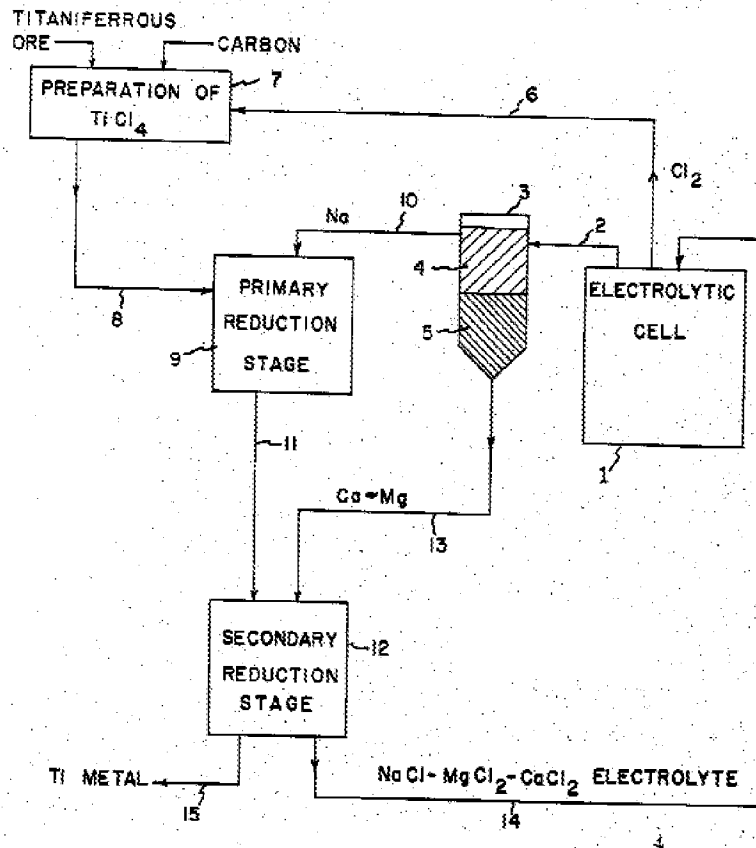 TITANIFERROUS
ORE
CARBON
7
PREPARATION OF
TiCl4
6
Cl2
3
10
Na
2
4
ELECTROLYTIC
CELL
8
PRIMARY
REDUCTION
STAGE
9
5
1
11
Ca-Mg
13
SECONDARY
REDUCTION
STAGE
12
TI METAL
15
NaCl-MgCl2-CaCl2 ELECTROLYTE
14